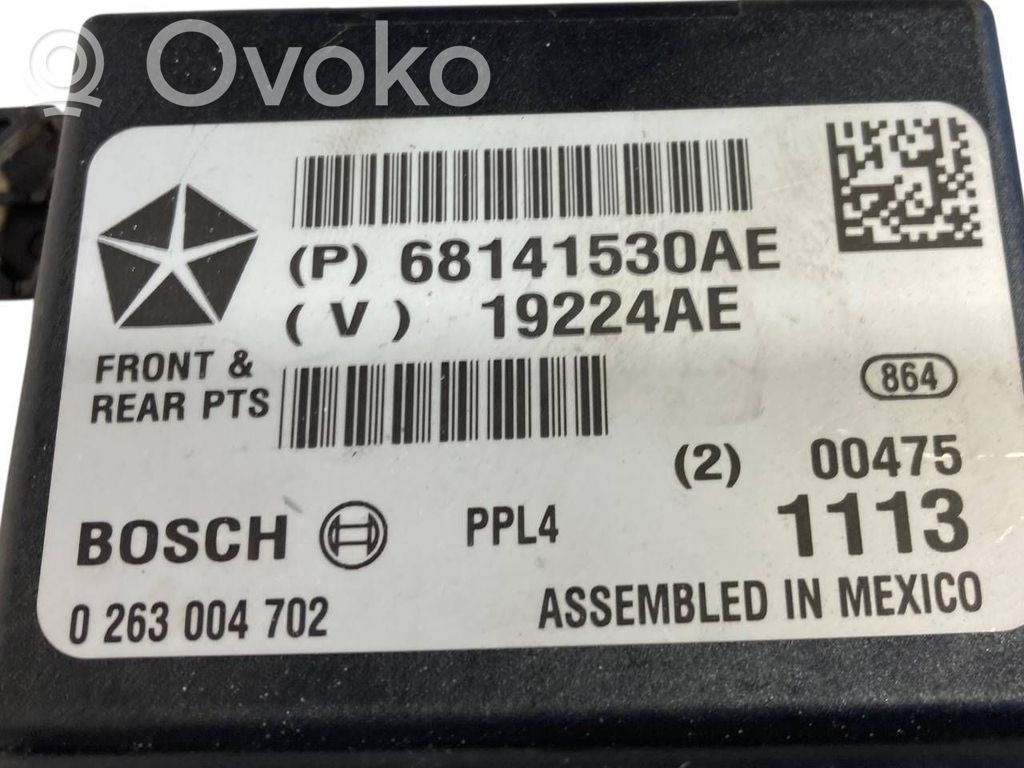 Ovoko
(P) 68141530AE
(V) 19224AE
FRONT &
REAR PTS
864
(2) 00475
BOSCH PPL4 1113
0 263 004 702 ASSEMBLED IN MEXICO